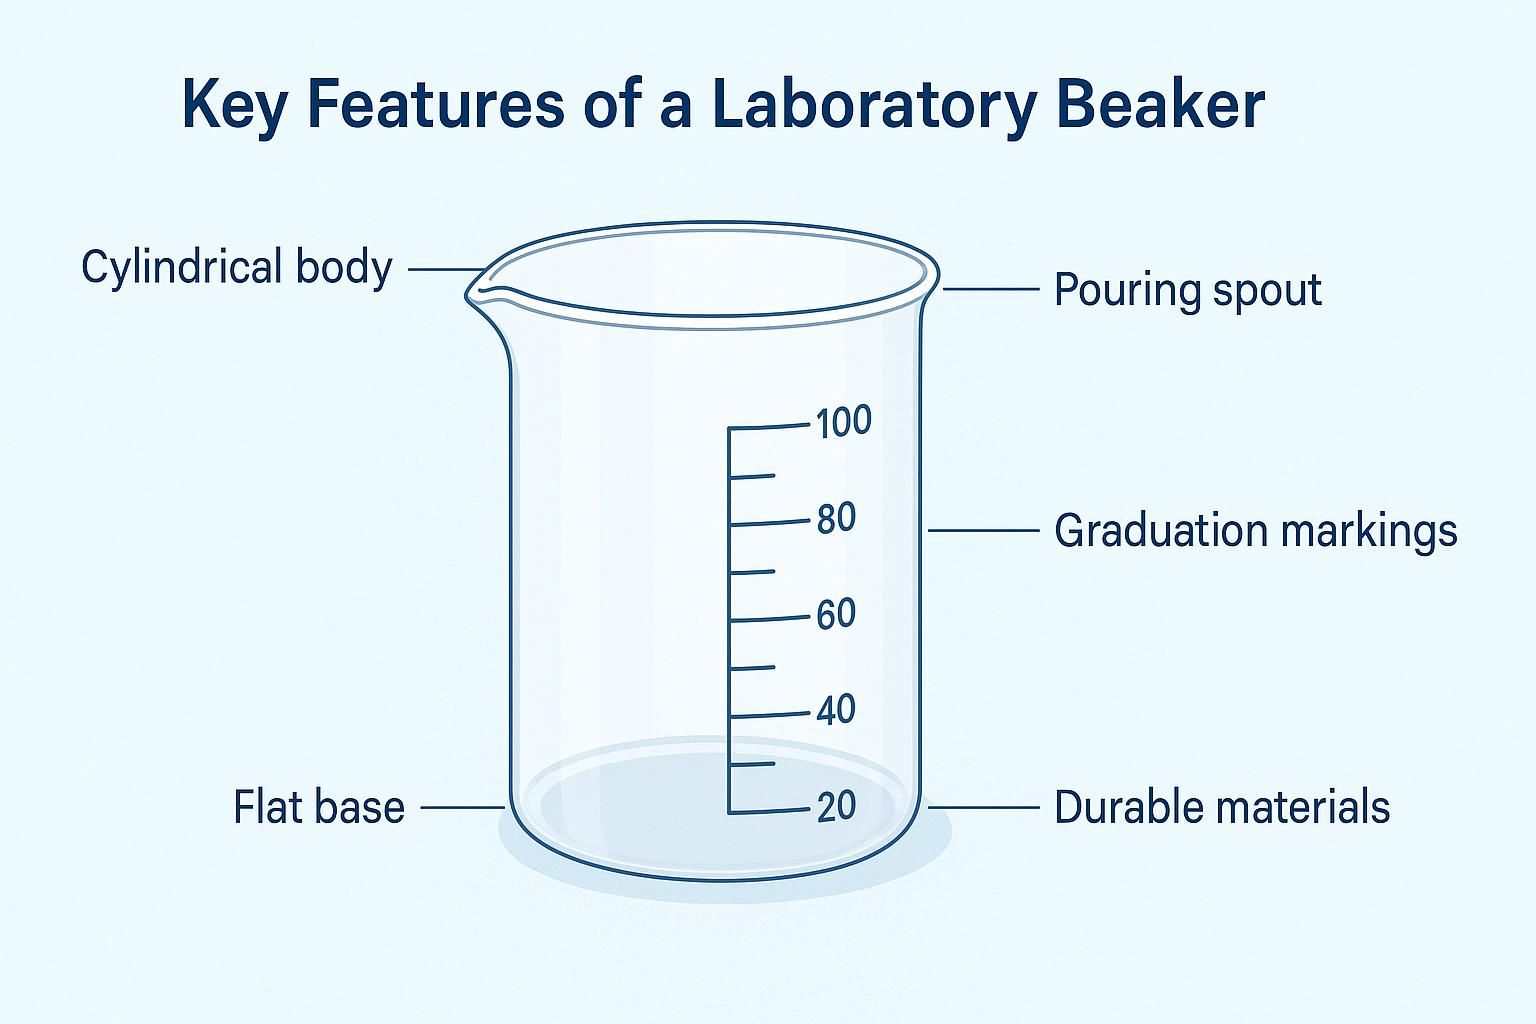 Key Features of a Laboratory Beaker
Cylindrical body
Pouring spout
100
80
Graduation markings
60
40
20
Flat base
Durable materials